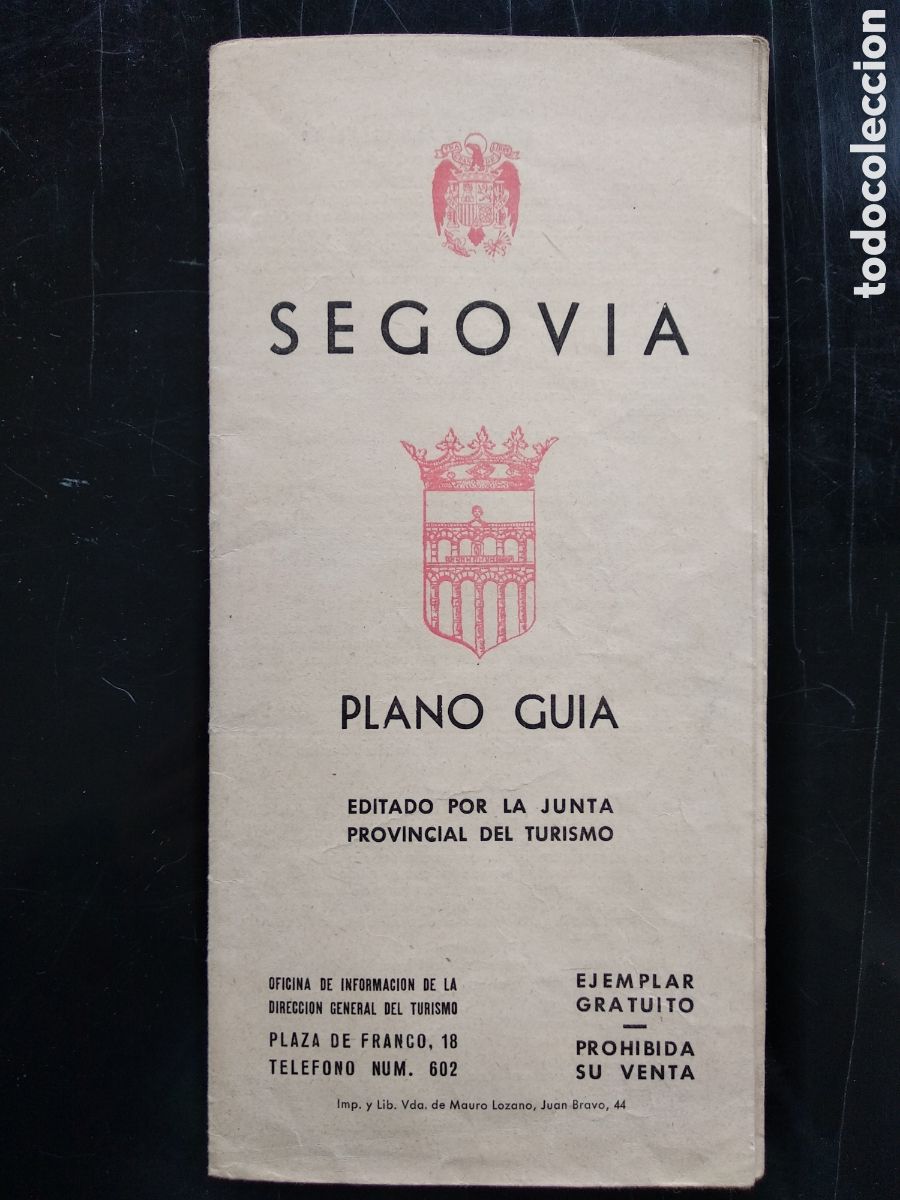 SEGOVIA
PLANO GUIA
EDITADO POR LA JUNTA
PROVINCIAL DEL TURISMO
OFICINA DE INFORMACION DE LA
DIRECCION GENERAL DEL TURISMO
PLAZA DE FRANCO, 18
TELEFONO NUM. 602
EJEMPLAR
GRATUITO
—
PROHIBIDA
SU VENTA
Imp. y Lib. Vda. de Mauro Lozano, Juan Bravo, 44
todocoleccion